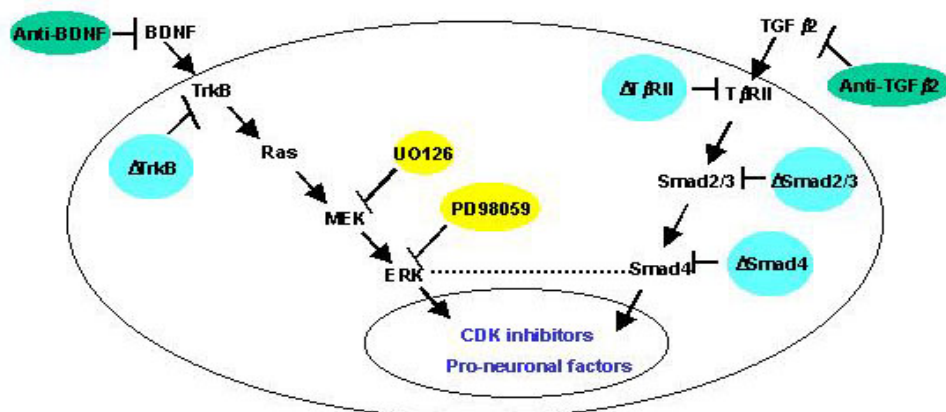 Anti-BDNF
BDNF
TGF β2
Anti-TGFβ2
TrkB
ΔTβRII
TβRII
ΔTrkB
Ras
UO126
Smad2/3
ΔSmad2/3
MEK
PD98059
ERK
Smad4
ΔSmad4
CDK inhibitors
Pro-neuronal factors